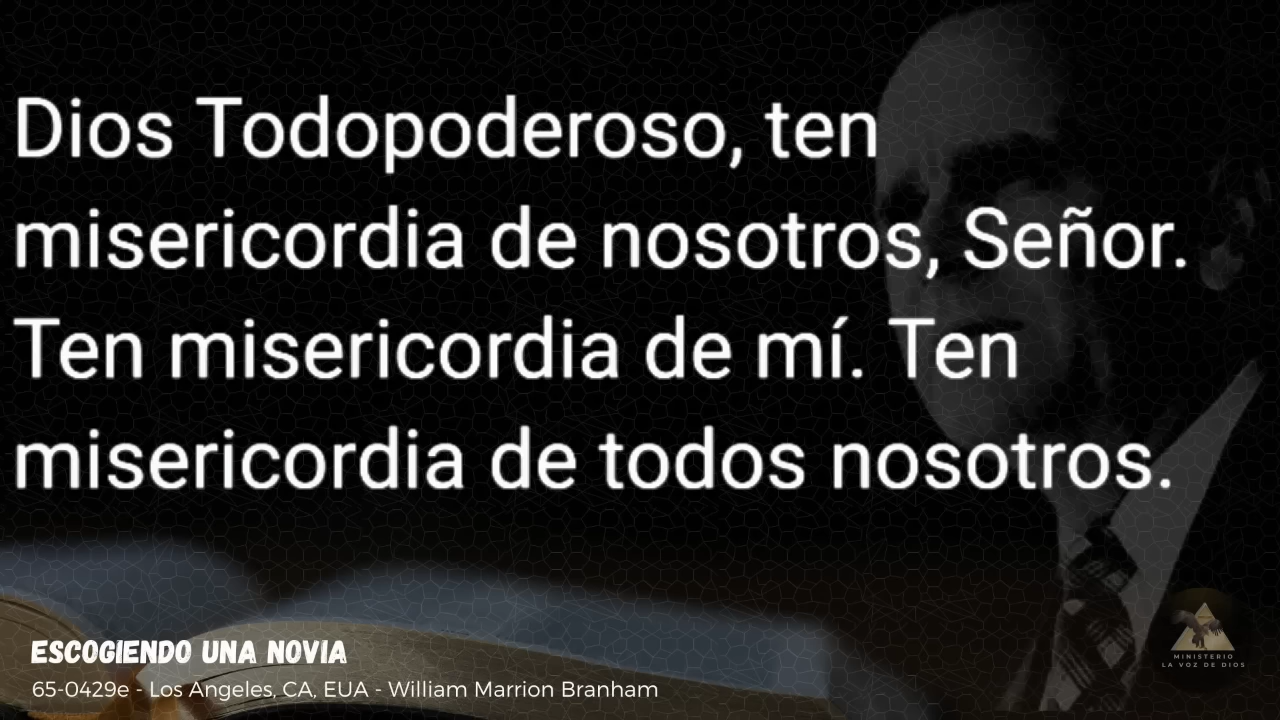 Dios Todopoderoso, ten
misericordia de nosotros, Señor.
Ten misericordia de mí. Ten
misericordia de todos nosotros.
ESCOGIENDO UNA NOVIA
65-0429e - Los Angeles, CA, EUA - William Marrion Branham
MINISTERIO
LA VOZ DE DIOS